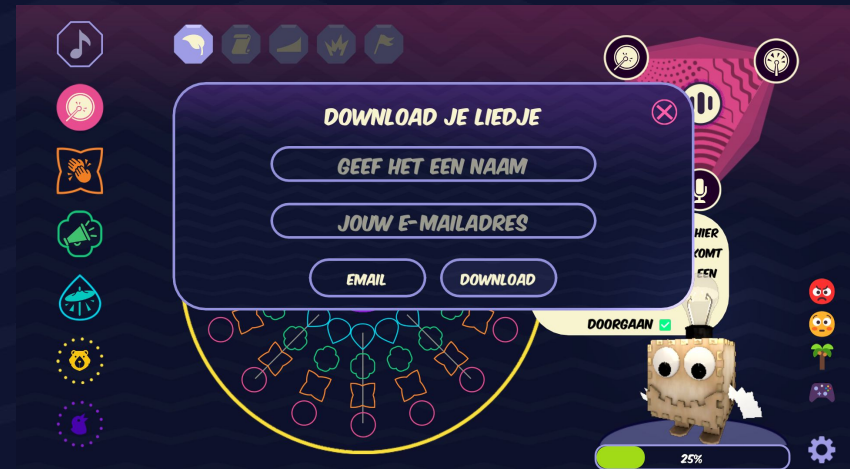 DOWNLOAD JE LIEDJE
GEEF HET EEN NAAM
JOUW E-MAILADRES
EMAIL
DOWNLOAD
HIER
KOMT
EEN
DOORGAAN
25%